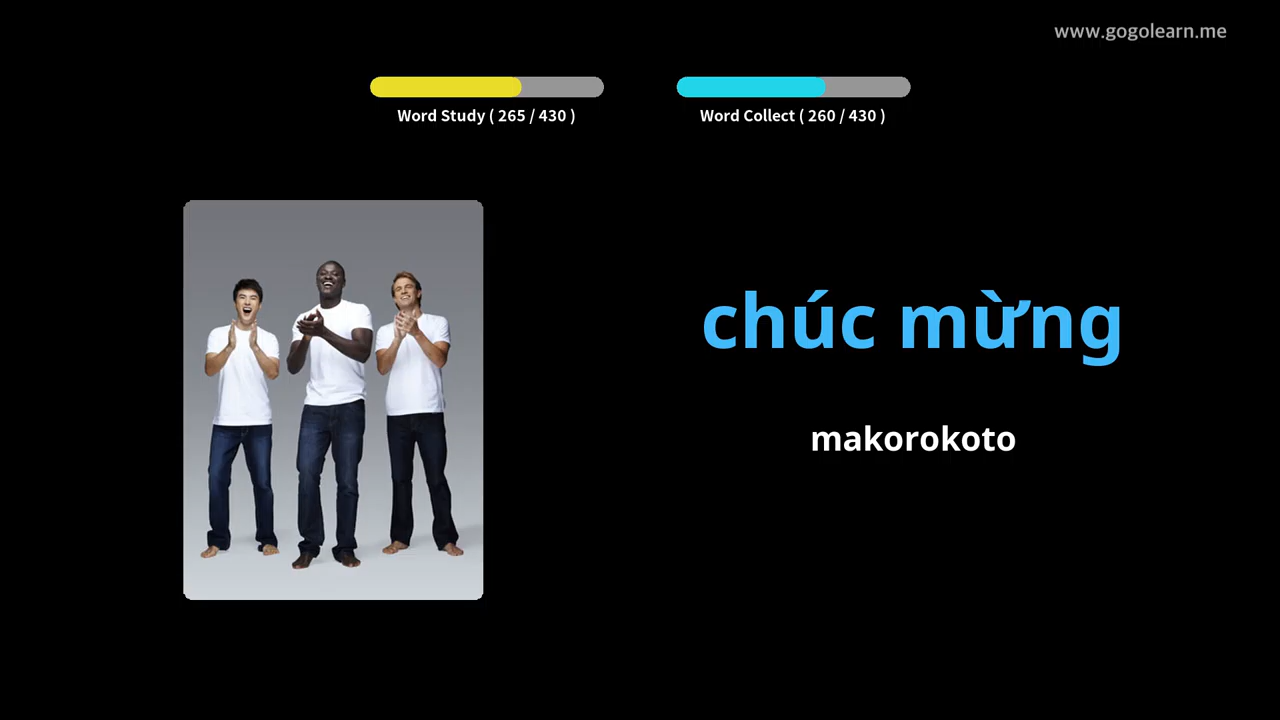 www.gogolearn.me
Word Study ( 265 / 430 )
Word Collect ( 260 / 430 )
chúc mừng
makorokoto